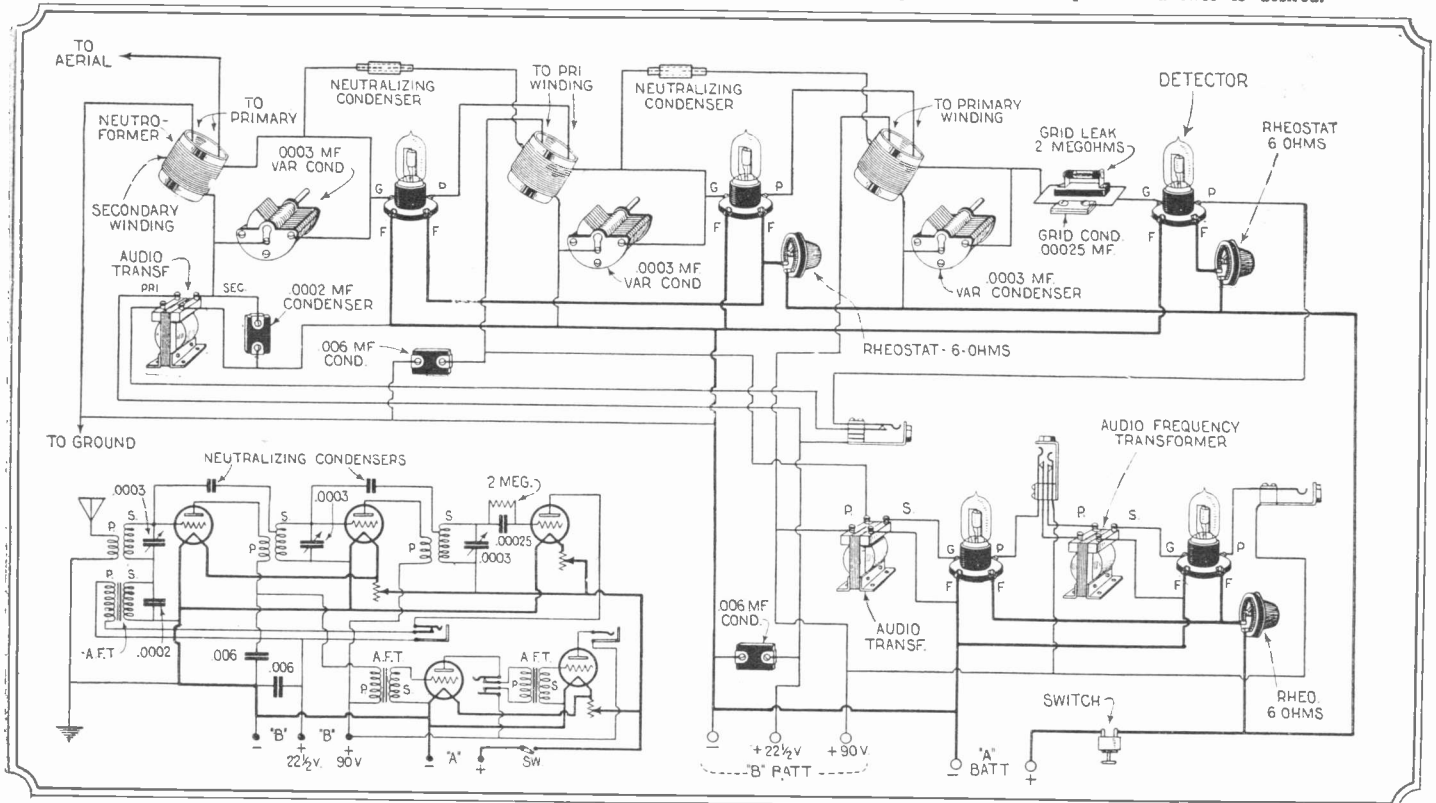 TO
AERIAL
NEUTRO-
FORMER
TO
PRIMARY
NEUTRALIZING
CONDENSER
TO PRI
WINDING
NEUTRALIZING
CONDENSER
TO PRIMARY
WINDING
DETECTOR
GRID LEAK
2 MEGOHMS
RHEOSTAT
6 OHMS
.0003 MF
VAR COND
G
P
F
F
SECONDARY
WINDING
.0003 MF.
VAR COND
G
P
F
F
.0003 MF.
VAR CONDENSER
GRID COND.
.00025 MF.
G
P
F
F
AUDIO
TRANSF.
PRI
SEC.
.0002 MF
CONDENSER
.006 MF
COND.
RHEOSTAT-6-OHMS
TO GROUND
NEUTRALIZING CONDENSERS
.0003
P.
S.
S
P
.0003
S
P
2 MEG.
.00025
.0003
P.
S.
A.F.T
.0002
.006
.006
A.F.T
P
S
A F.T.
P
S
-
"B"
+
22½V.
"B"
+
90V
-
"A"
+
SW.
AUDIO FREQUENCY
TRANSFORMER
P.
S.
G
P
F
F
P.
S.
G
P
F
F
.006 MF
COND.
AUDIO
TRANSF.
RHEO.
6 OHMS
SWITCH
-
+22½V
+90V.
"B" BATT
"A"
BATT
-
+